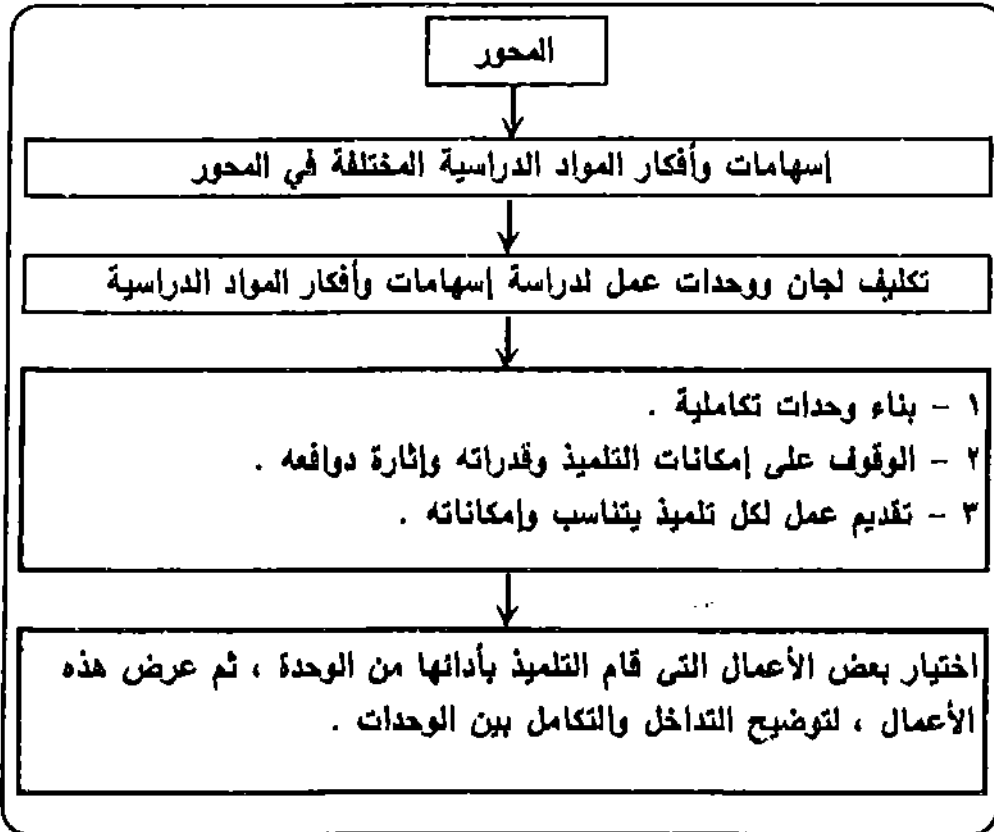 المحور
إسهامات وأفكار المواد الدراسية المختلفة في المحور
تكليف لجان ووحدات عمل لدراسة إسهامات وأفكار المواد الدراسية
١ - بناء وحدات تكاملية .
٢ - الوقوف على إمكانات التلميذ وقدراته وإثارة دوافعه .
٣ - تقديم عمل لكل تلميذ يتناسب وإمكاناته .
اختيار بعض الأعمال التى قام التلميذ بأدائها من الوحدة ، ثم عرض هذه
الأعمال ، لتوضيح التداخل والتكامل بين الوحدات .